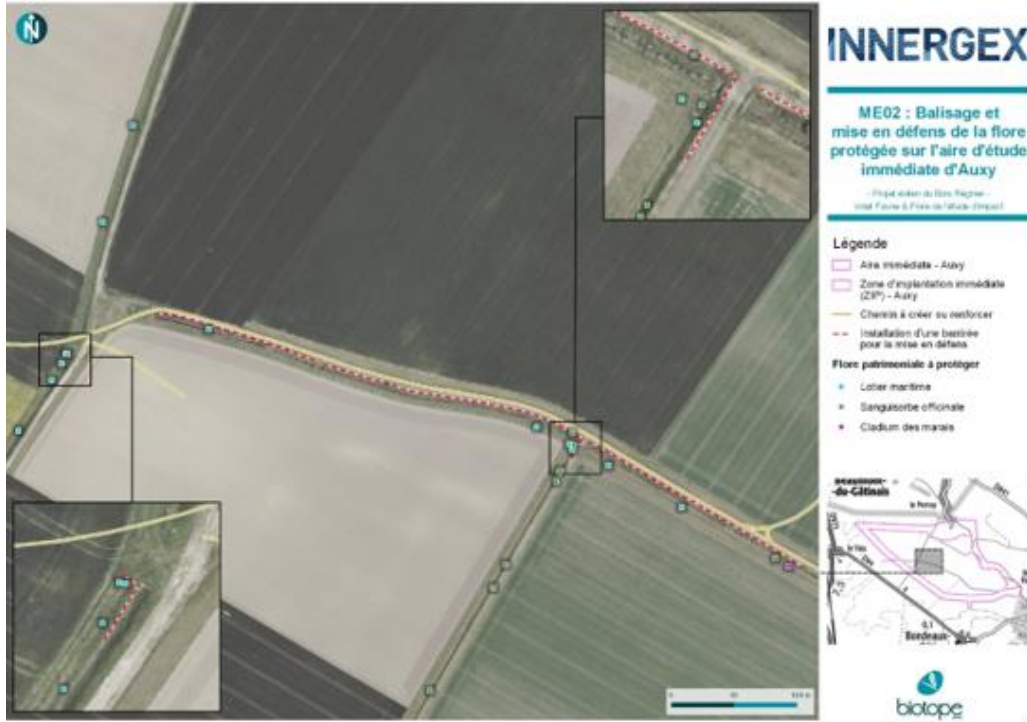 N
INNERGEX
ME02 : Balisage et
mise en défens de la flore
protégée sur l'aire d'étude
immédiate d'Auxy
Légende
Aire immédiate - Auxy
Zone d'implantation immédiate
Auxy
Chemin à créer ou renforcer
Installation d'une barrière
pour la mise en défens
Flore patrimoniale à protéger
Lotier maritime
Sanguisorbe officinale
Cladium des marais
-du-Gâtinais
Bordeaux-
biotope